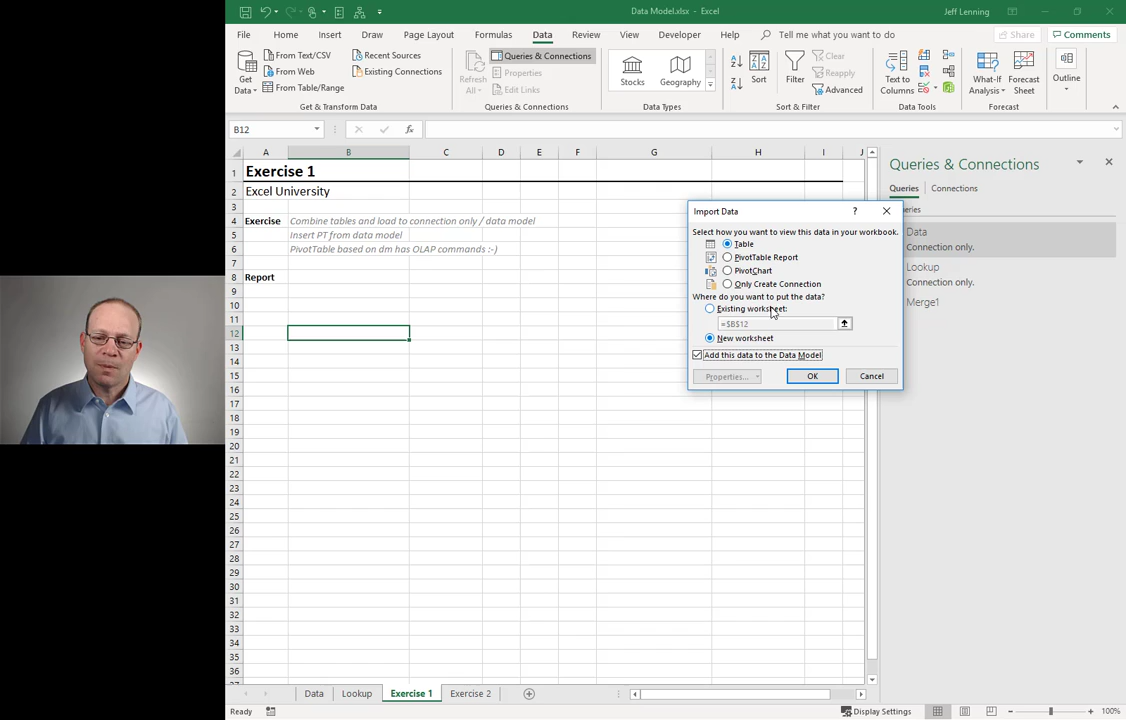 Data Model.xlsx - Excel
Jeff Lenning
File Home Insert Draw Page Layout Formulas Data Review View Developer Help Tell me what you want to do
Share Comments
Get Data
From Text/CSV
From Web
From Table/Range
Recent Sources
Existing Connections
Get & Transform Data
Refresh All
Queries & Connections
Properties
Edit Links
Queries & Connections
Stocks
Geography
Data Types
Sort
Filter
Clear
Reapply
Advanced
Sort & Filter
Text to Columns
Data Tools
What-If Analysis
Forecast Sheet
Forecast
Outline
B12
fx
A B C D E F G H I J
1 Exercise 1
2 Excel University
3
4 Exercise Combine tables and load to connection only / data model
5 Insert PT from data model
6 PivotTable based on dm has OLAP commands :-)
7
8 Report
9
10
11
12
13
14
15
16
17
18
19
20
21
22
23
24
25
26
27
28
29
30
31
32
33
34
35
36
Import Data
?
Select how you want to view this data in your workbook.
Table
PivotTable Report
PivotChart
Only Create Connection
Where do you want to put the data?
Existing worksheet:
=$B$12
New worksheet
Add this data to the Data Model
Properties... OK Cancel
Queries & Connections
Queries Connections
ueries
Data
Connection only.
Lookup
Connection only.
Merge1
Data Lookup Exercise 1 Exercise 2
Display Settings
110%